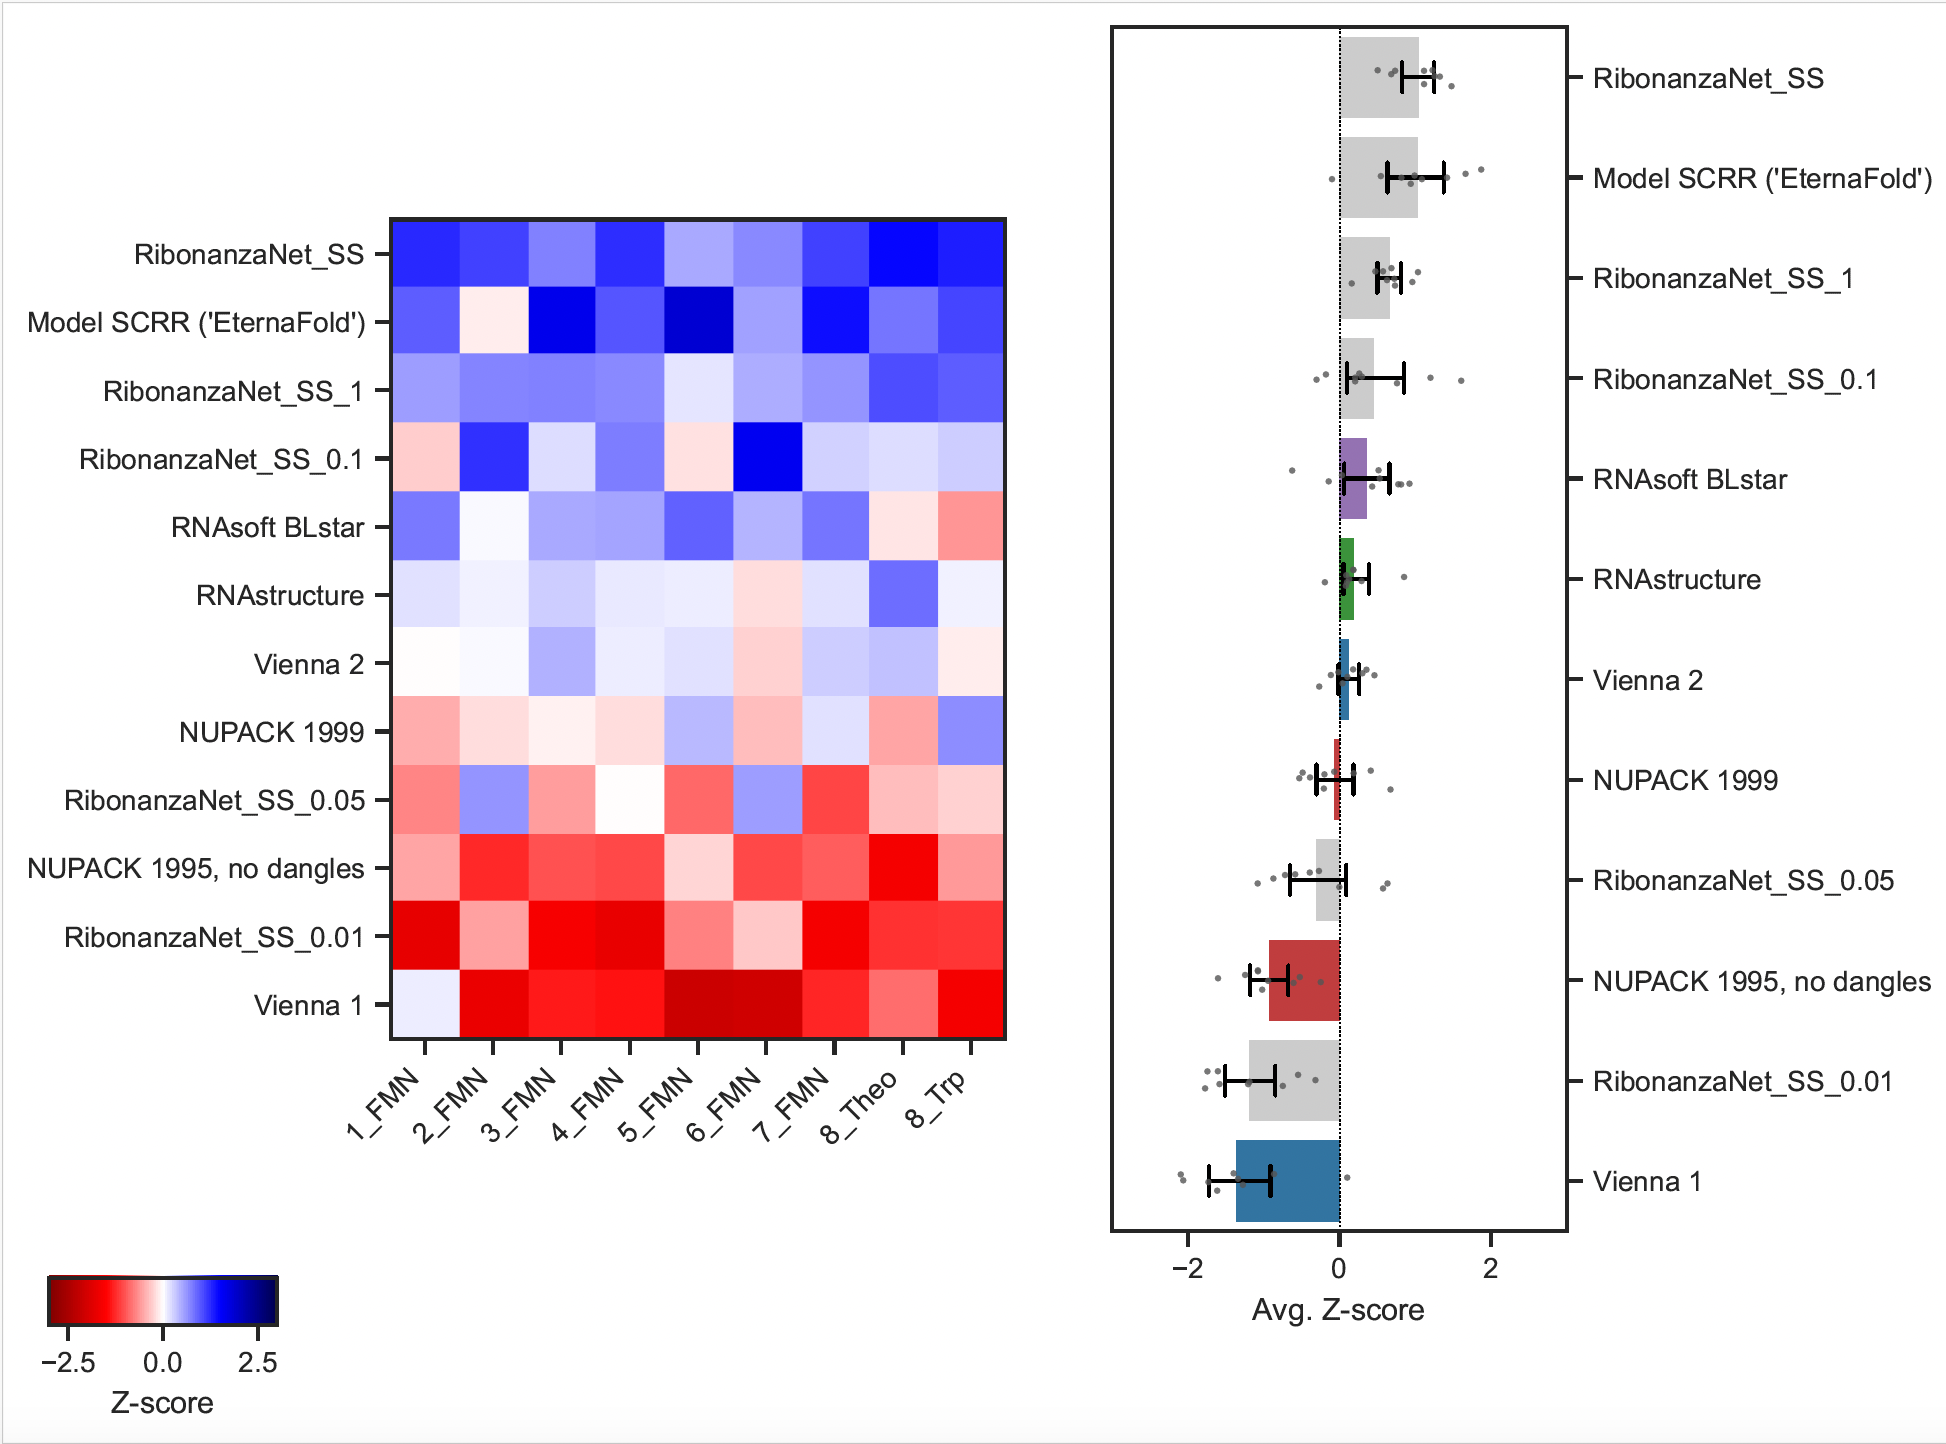 RibonanzaNet_SS
Model SCRR ('EternaFold')
RibonanzaNet_SS_1
RibonanzaNet_SS_0.1
RNAsoft BLstar
RNAstructure
Vienna 2
NUPACK 1999
RibonanzaNet_SS_0.05
NUPACK 1995, no dangles
RibonanzaNet_SS_0.01
Vienna 1
1_FMN
2_FMN
3_FMN
4_FMN
5_FMN
6_FMN
7_FMN
8_Theo
8_Trp
−2.5 0.0 2.5
Z-score
RibonanzaNet_SS
Model SCRR ('EternaFold')
RibonanzaNet_SS_1
RibonanzaNet_SS_0.1
RNAsoft BLstar
RNAstructure
Vienna 2
NUPACK 1999
RibonanzaNet_SS_0.05
NUPACK 1995, no dangles
RibonanzaNet_SS_0.01
Vienna 1
−2 0 2
Avg. Z-score